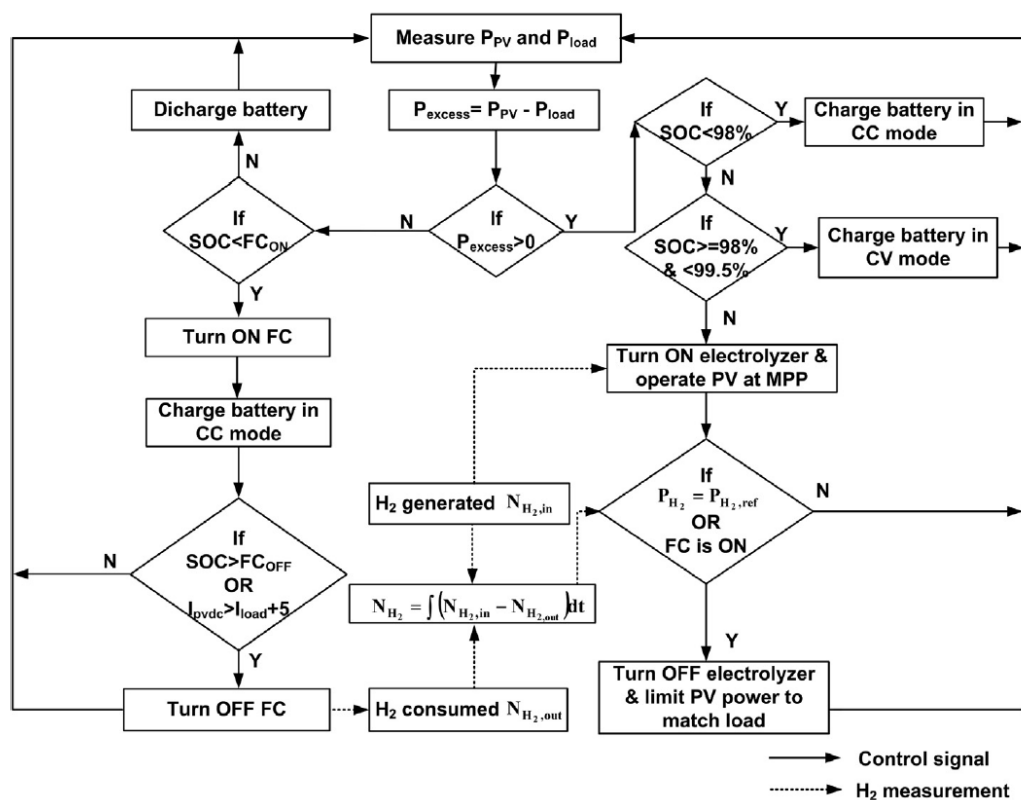 Measure P_PV and P_load
Dicharge battery
P_excess= P_PV - P_load
If
SOC<98%
Y
Charge battery in
CC mode
N
N
If
SOC<FC_ON
N
If
P_excess>0
Y
If
SOC>=98%
& <99.5%
Y
Charge battery in
CV mode
Y
N
Turn ON FC
Turn ON electrolyzer &
operate PV at MPP
Charge battery in
CC mode
If
P_H₂ = P_H₂,ref
OR
FC is ON
N
H₂ generated N_H₂,in
If
SOC>FC_OFF
OR
I_pvdc>I_load+5
N
N_H₂ = ∫(N_H₂,in − N_H₂,out)dt
Y
Y
Turn OFF FC
H₂ consumed N_H₂,out
Turn OFF electrolyzer
& limit PV power to
match load
Control signal
H₂ measurement